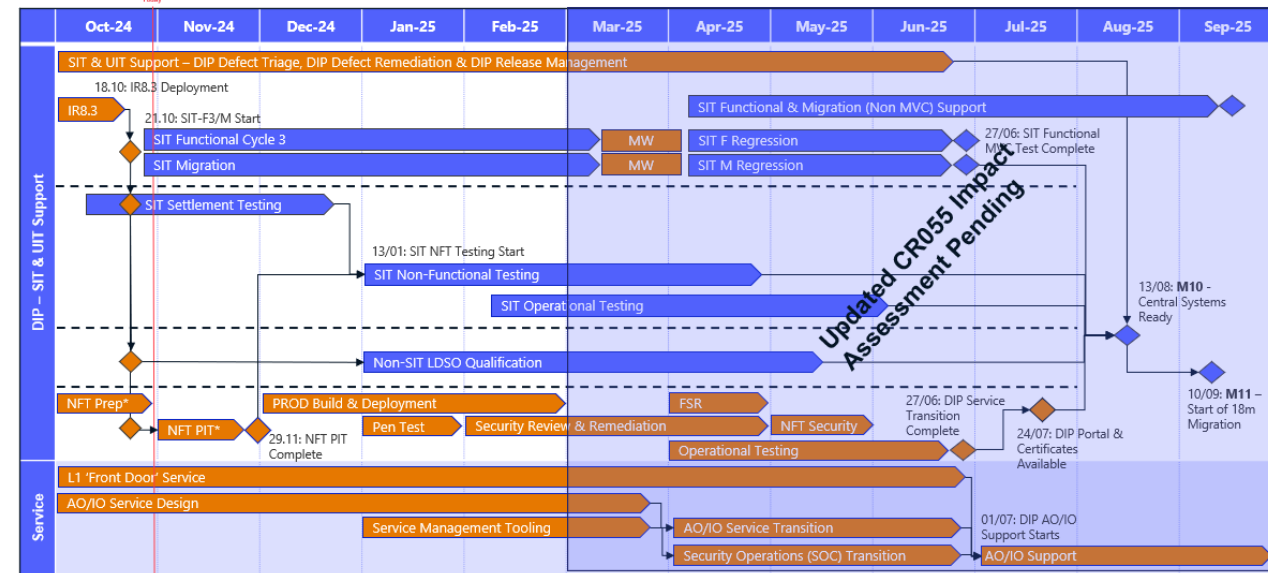 Today
Oct-24 Nov-24 Dec-24 Jan-25 Feb-25 Mar-25 Apr-25 May-25 Jun-25 Jul-25 Aug-25 Sep-25
DIP – SIT & UIT Support
SIT & UIT Support – DIP Defect Triage, DIP Defect Remediation & DIP Release Management
18.10: IR8.3 Deployment
IR8.3
SIT Functional & Migration (Non MVC) Support
21.10: SIT-F3/M Start
SIT Functional Cycle 3
MW
SIT F Regression
27/06: SIT Functional
MVC Test Complete
SIT Migration
MW
SIT M Regression
SIT Settlement Testing
13/01: SIT NFT Testing Start
SIT Non-Functional Testing
SIT Operational Testing
Updated CR055 Impact
Assessment Pending
13/08: M10 -
Central Systems
Ready
Non-SIT LDSO Qualification
10/09: M11 –
Start of 18m
Migration
NFT Prep*
PROD Build & Deployment
FSR
27/06: DIP Service
Transition
Complete
NFT PIT*
29.11: NFT PIT
Complete
Pen Test
Security Review & Remediation
NFT Security
24/07: DIP Portal &
Certificates
Available
Operational Testing
Service
L1 ‘Front Door’ Service
AO/IO Service Design
Service Management Tooling
AO/IO Service Transition
01/07: DIP AO/IO
Support Starts
Security Operations (SOC) Transition
AO/IO Support